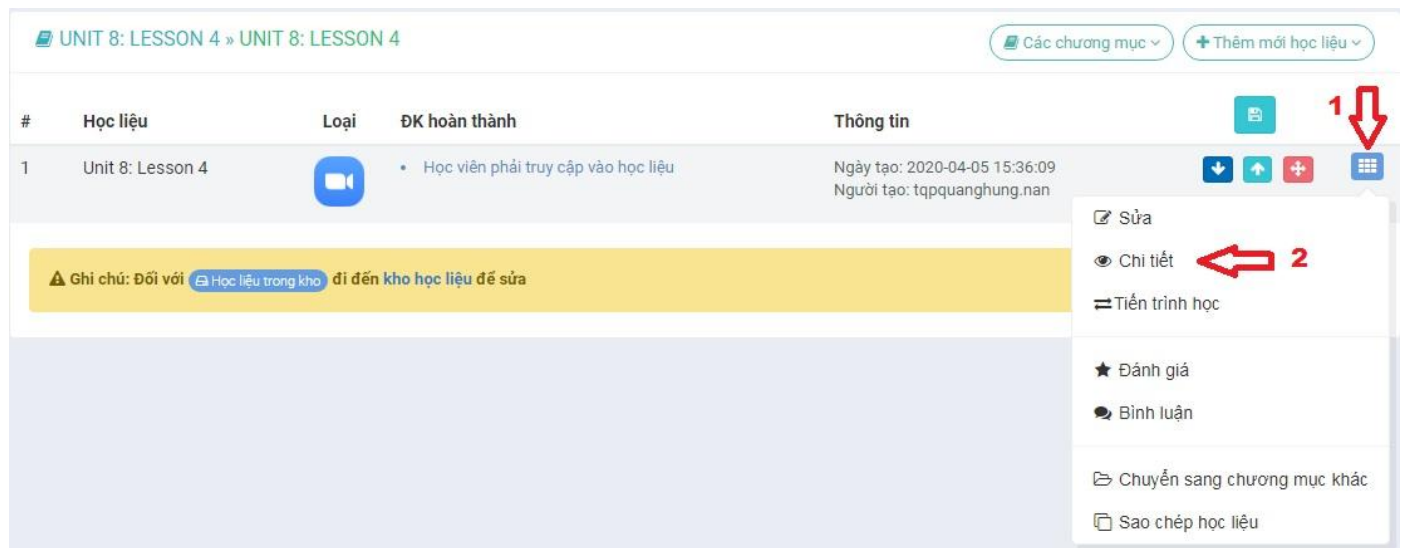 UNIT 8: LESSON 4 » UNIT 8: LESSON 4
Các chương mục
Thêm mới học liệu
# Học liệu Loại ĐK hoàn thành Thông tin
1
1 Unit 8: Lesson 4 • Học viên phải truy cập vào học liệu Ngày tạo: 2020-04-05 15:36:09
Người tạo: tqpquanghung.nan
Sửa
Chi tiết 2
Tiến trình học
Đánh giá
Bình luận
Chuyển sang chương mục khác
Sao chép học liệu
Ghi chú: Đối với Học liệu trong kho đi đến kho học liệu để sửa